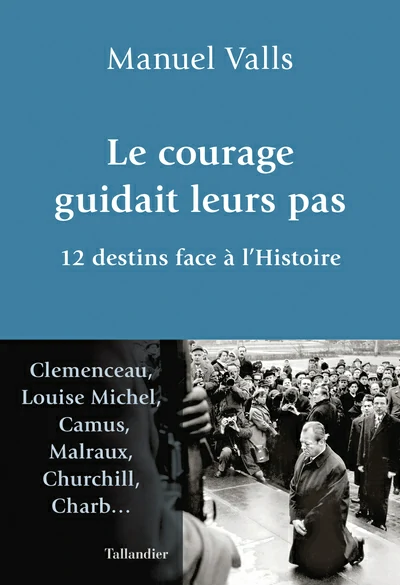 Manuel Valls
Le courage
guidait leurs pas
12 destins face à l'Histoire
Clemenceau,
Louise Michel,
Camus,
Malraux,
Churchill,
Charb...
Tallandier